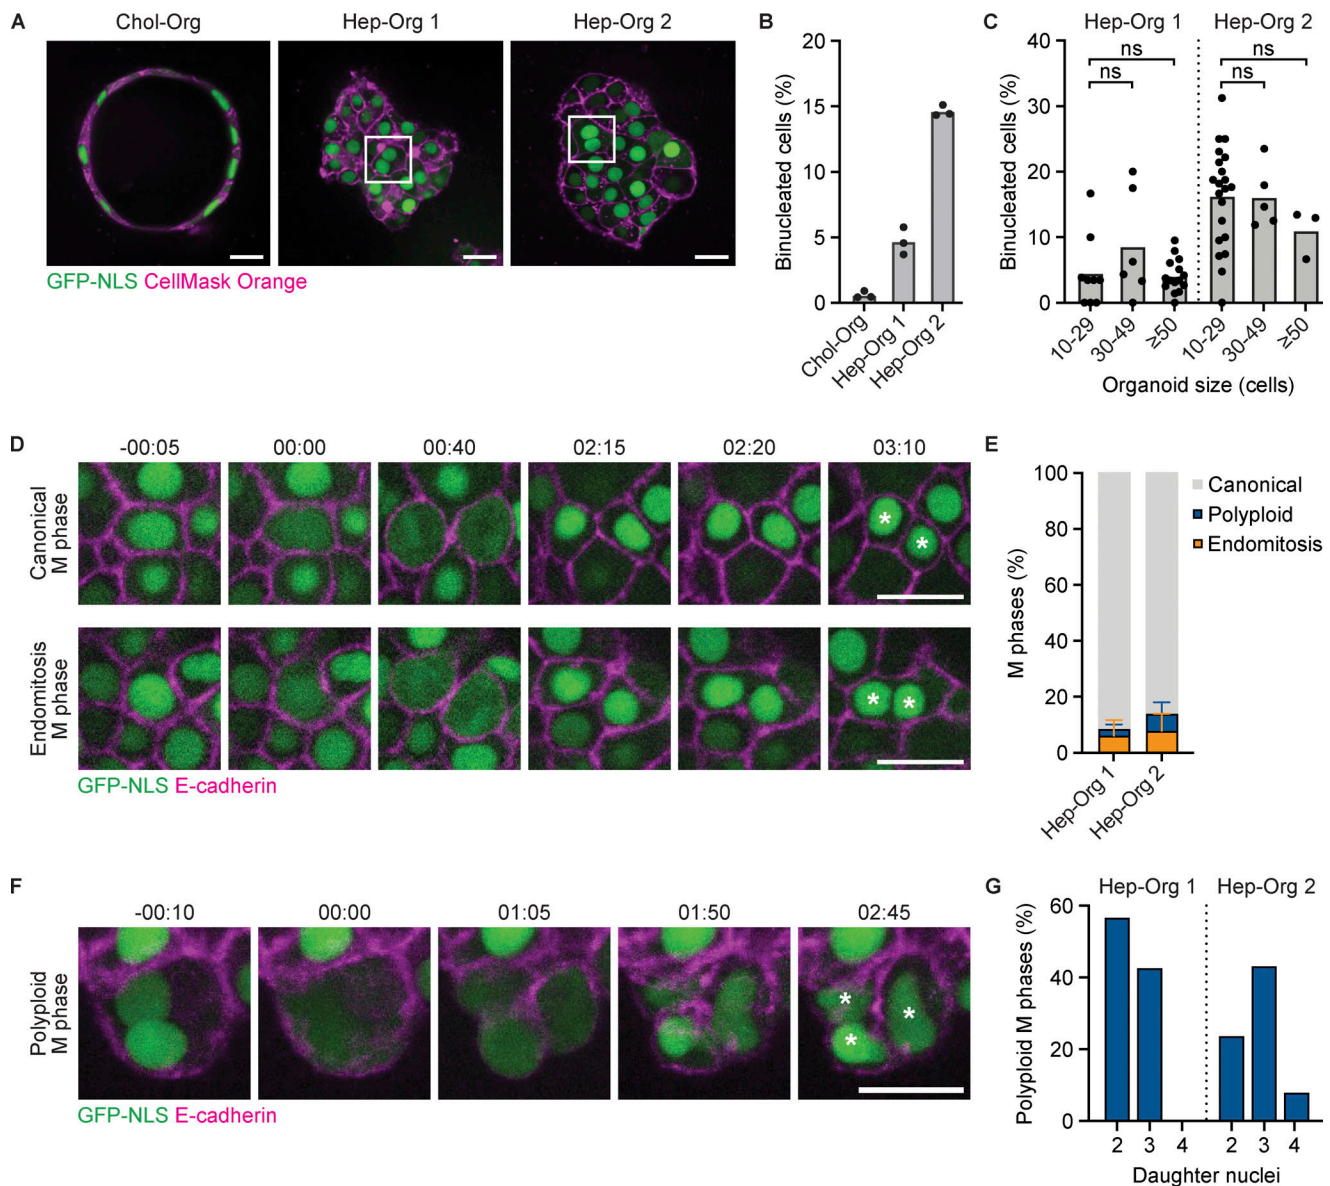 A
Chol-Org Hep-Org 1 Hep-Org 2
GFP-NLS CellMask Orange
B
Binucleated cells (%)
20
15
10
5
0
Chol-Org
Hep-Org 1
Hep-Org 2
C
Hep-Org 1 Hep-Org 2
ns ns
ns ns
Binucleated cells (%)
40
30
20
10
0
10-29 30-49 ≥50 10-29 30-49 ≥50
Organoid size (cells)
D
-00:05 00:00 00:40 02:15 02:20 03:10
Canonical
M phase
* *
Endomitosis
M phase
* *
GFP-NLS E-cadherin
E
M phases (%)
100
80
60
40
20
0
Hep-Org 1
Hep-Org 2
Canonical
Polyploid
Endomitosis
F
-00:10 00:00 01:05 01:50 02:45
Polyploid
M phase
* * *
GFP-NLS E-cadherin
G
Hep-Org 1 Hep-Org 2
Polyploid M phases (%)
60
40
20
0
2 3 4 2 3 4
Daughter nuclei